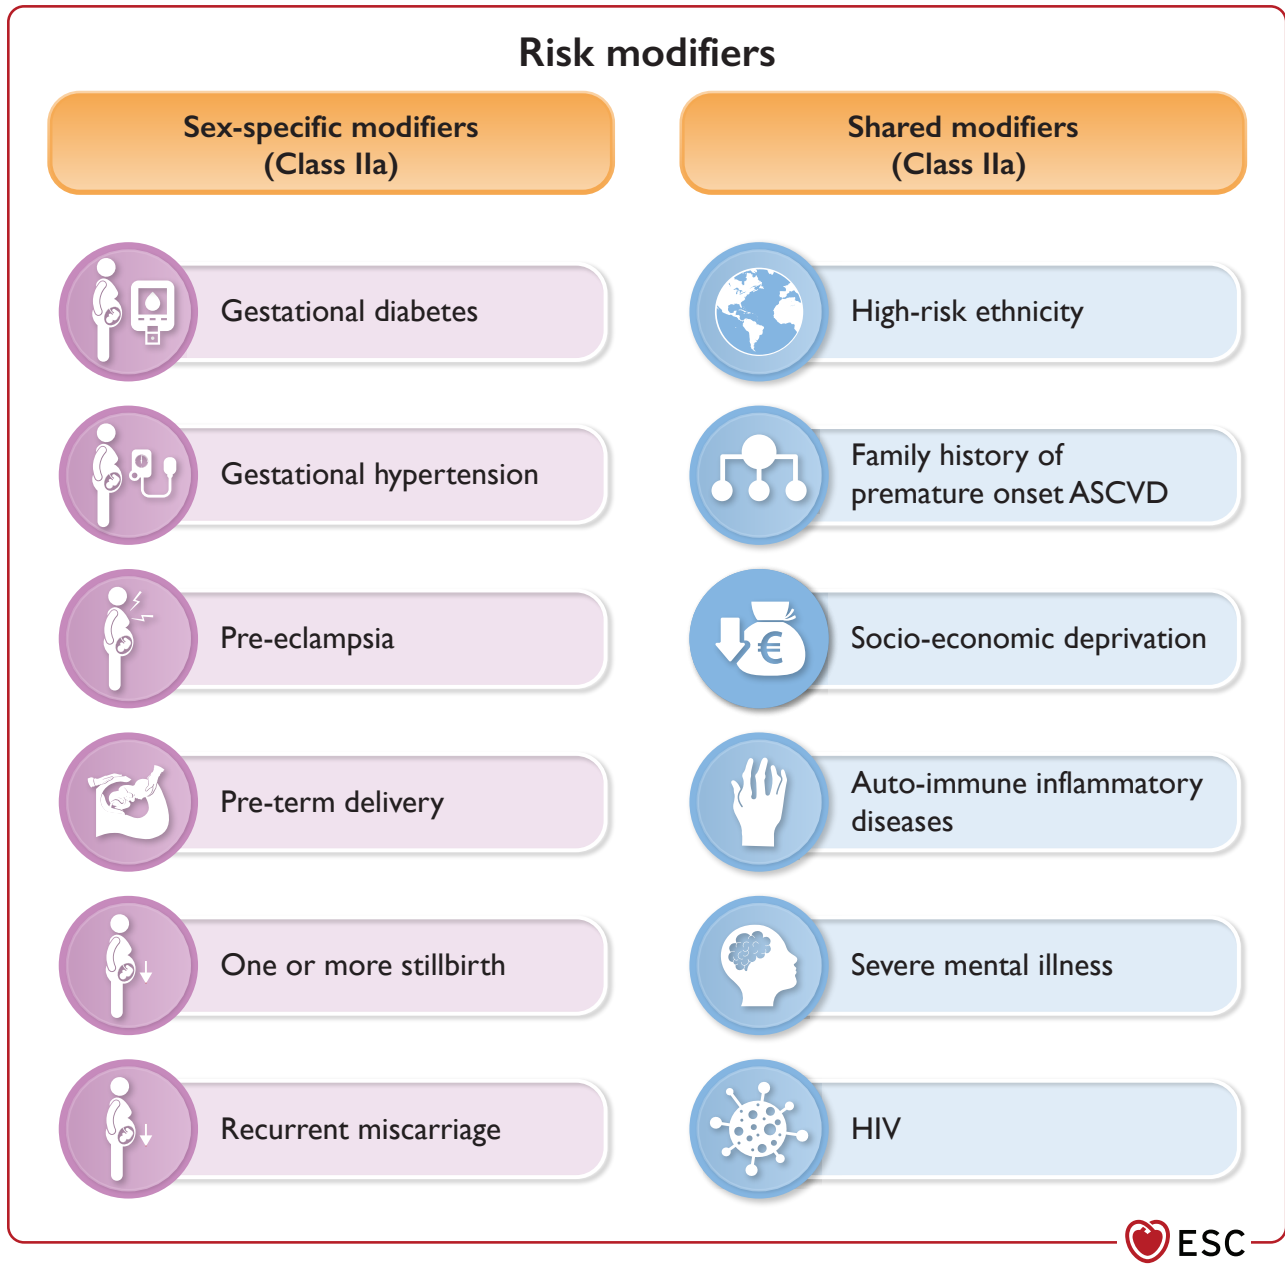 Risk modifiers
Sex-specific modifiers
(Class IIa)
Gestational diabetes
Gestational hypertension
Pre-eclampsia
Pre-term delivery
One or more stillbirth
Recurrent miscarriage
Shared modifiers
(Class IIa)
High-risk ethnicity
Family history of
premature onset ASCVD
€
Socio-economic deprivation
Auto-immune inflammatory
diseases
Severe mental illness
HIV
ESC